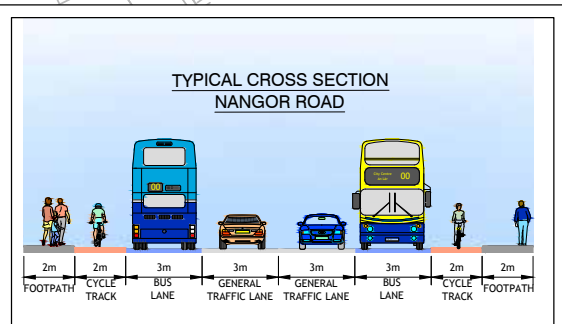 TYPICAL CROSS SECTION
NANGOR ROAD
00
00
2m 2m 3m 3m 3m 3m 2m 2m
FOOTPATH CYCLE TRACK BUS LANE GENERAL TRAFFIC LANE GENERAL TRAFFIC LANE BUS LANE CYCLE TRACK FOOTPATH